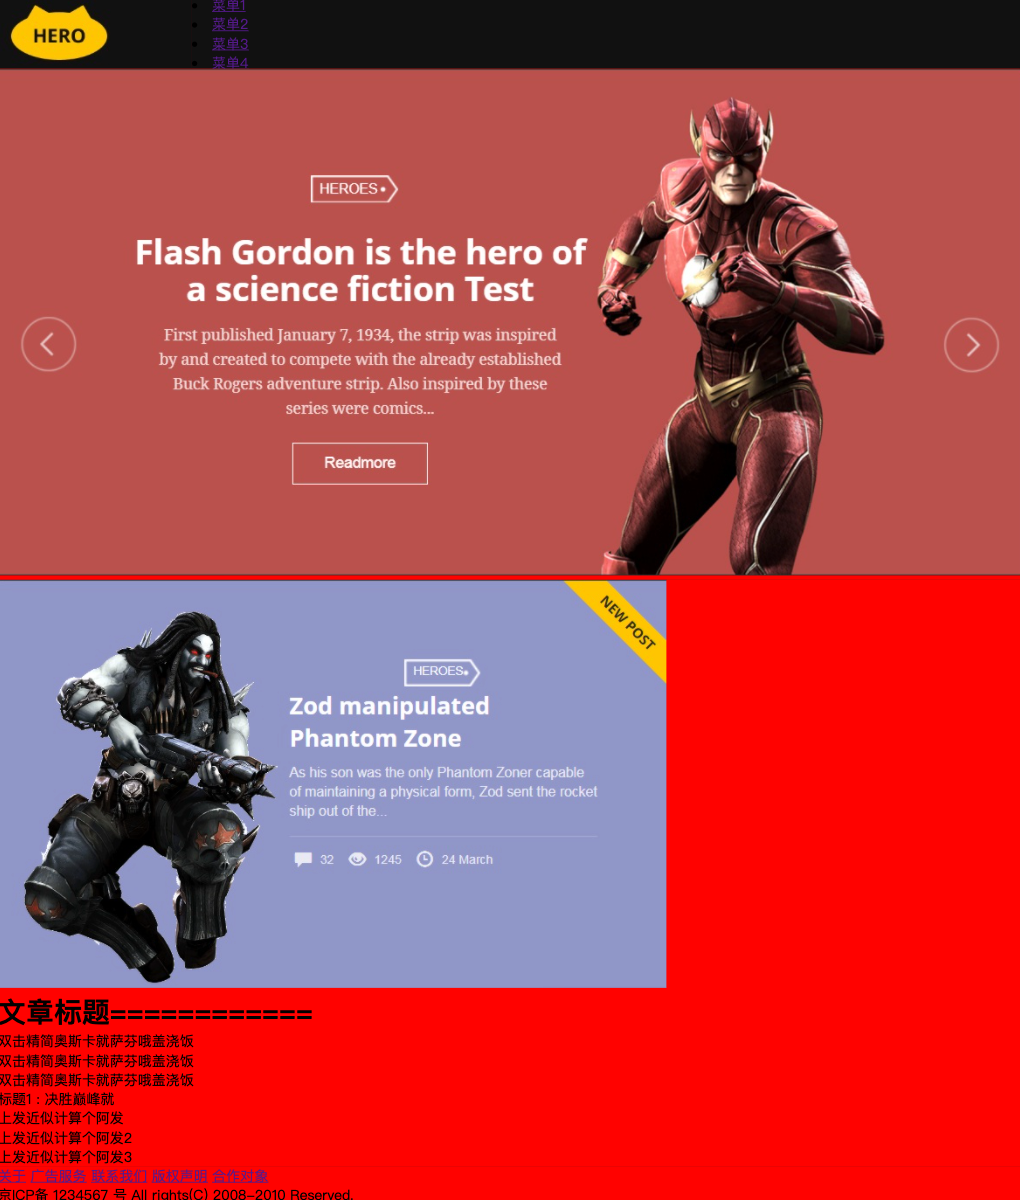 HERO
菜单1
菜单2
菜单3
菜单4
HEROES
Flash Gordon is the hero of
a science fiction Test
First published January 7, 1934, the strip was inspired
by and created to compete with the already established
Buck Rogers adventure strip. Also inspired by these
series were comics...
Readmore
NEW POST
HEROES
Zod manipulated
Phantom Zone
As his son was the only Phantom Zoner capable
of maintaining a physical form, Zod sent the rocket
ship out of the...
32 1245 24 March
文章标题============
双击精简奥斯卡就萨芬哦盖浇饭
双击精简奥斯卡就萨芬哦盖浇饭
双击精简奥斯卡就萨芬哦盖浇饭
标题1：决胜巅峰就
上发近似计算个阿发
上发近似计算个阿发2
上发近似计算个阿发3
关于 广告服务 联系我们 版权声明 合作对象
京ICP备 1234567 号 All rights(C) 2008-2010 Reserved.